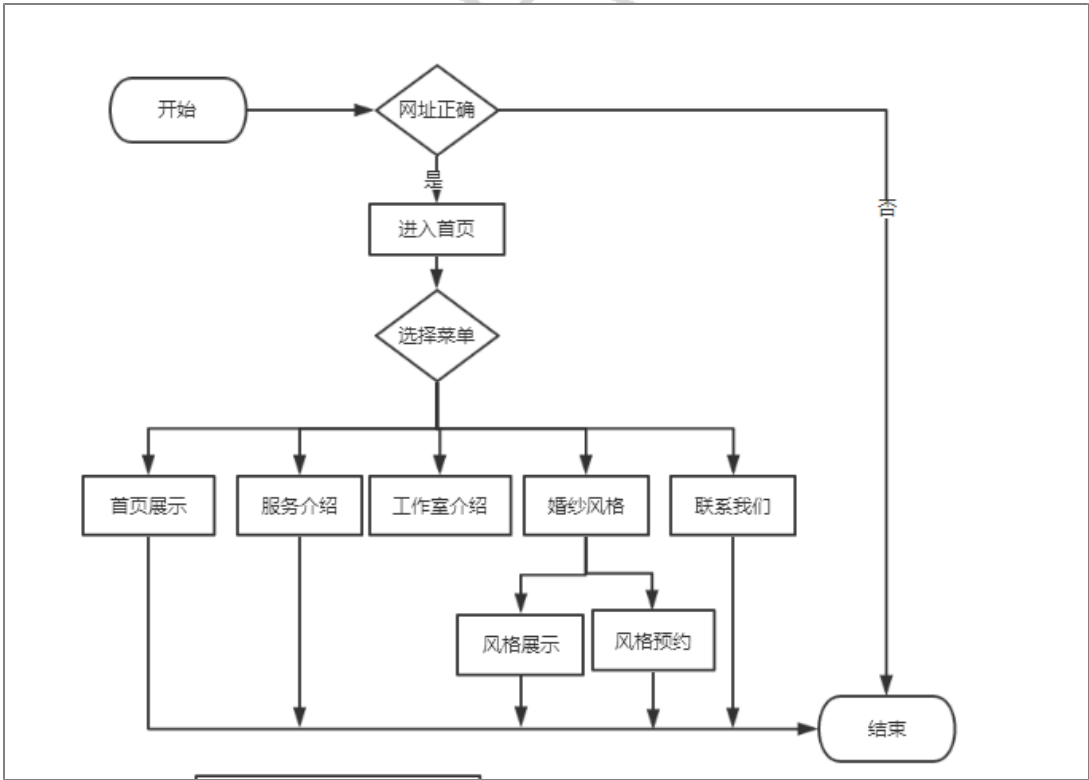 开始
网址正确
是
否
进入首页
选择菜单
首页展示
服务介绍
工作室介绍
婚纱风格
联系我们
风格展示
风格预约
结束